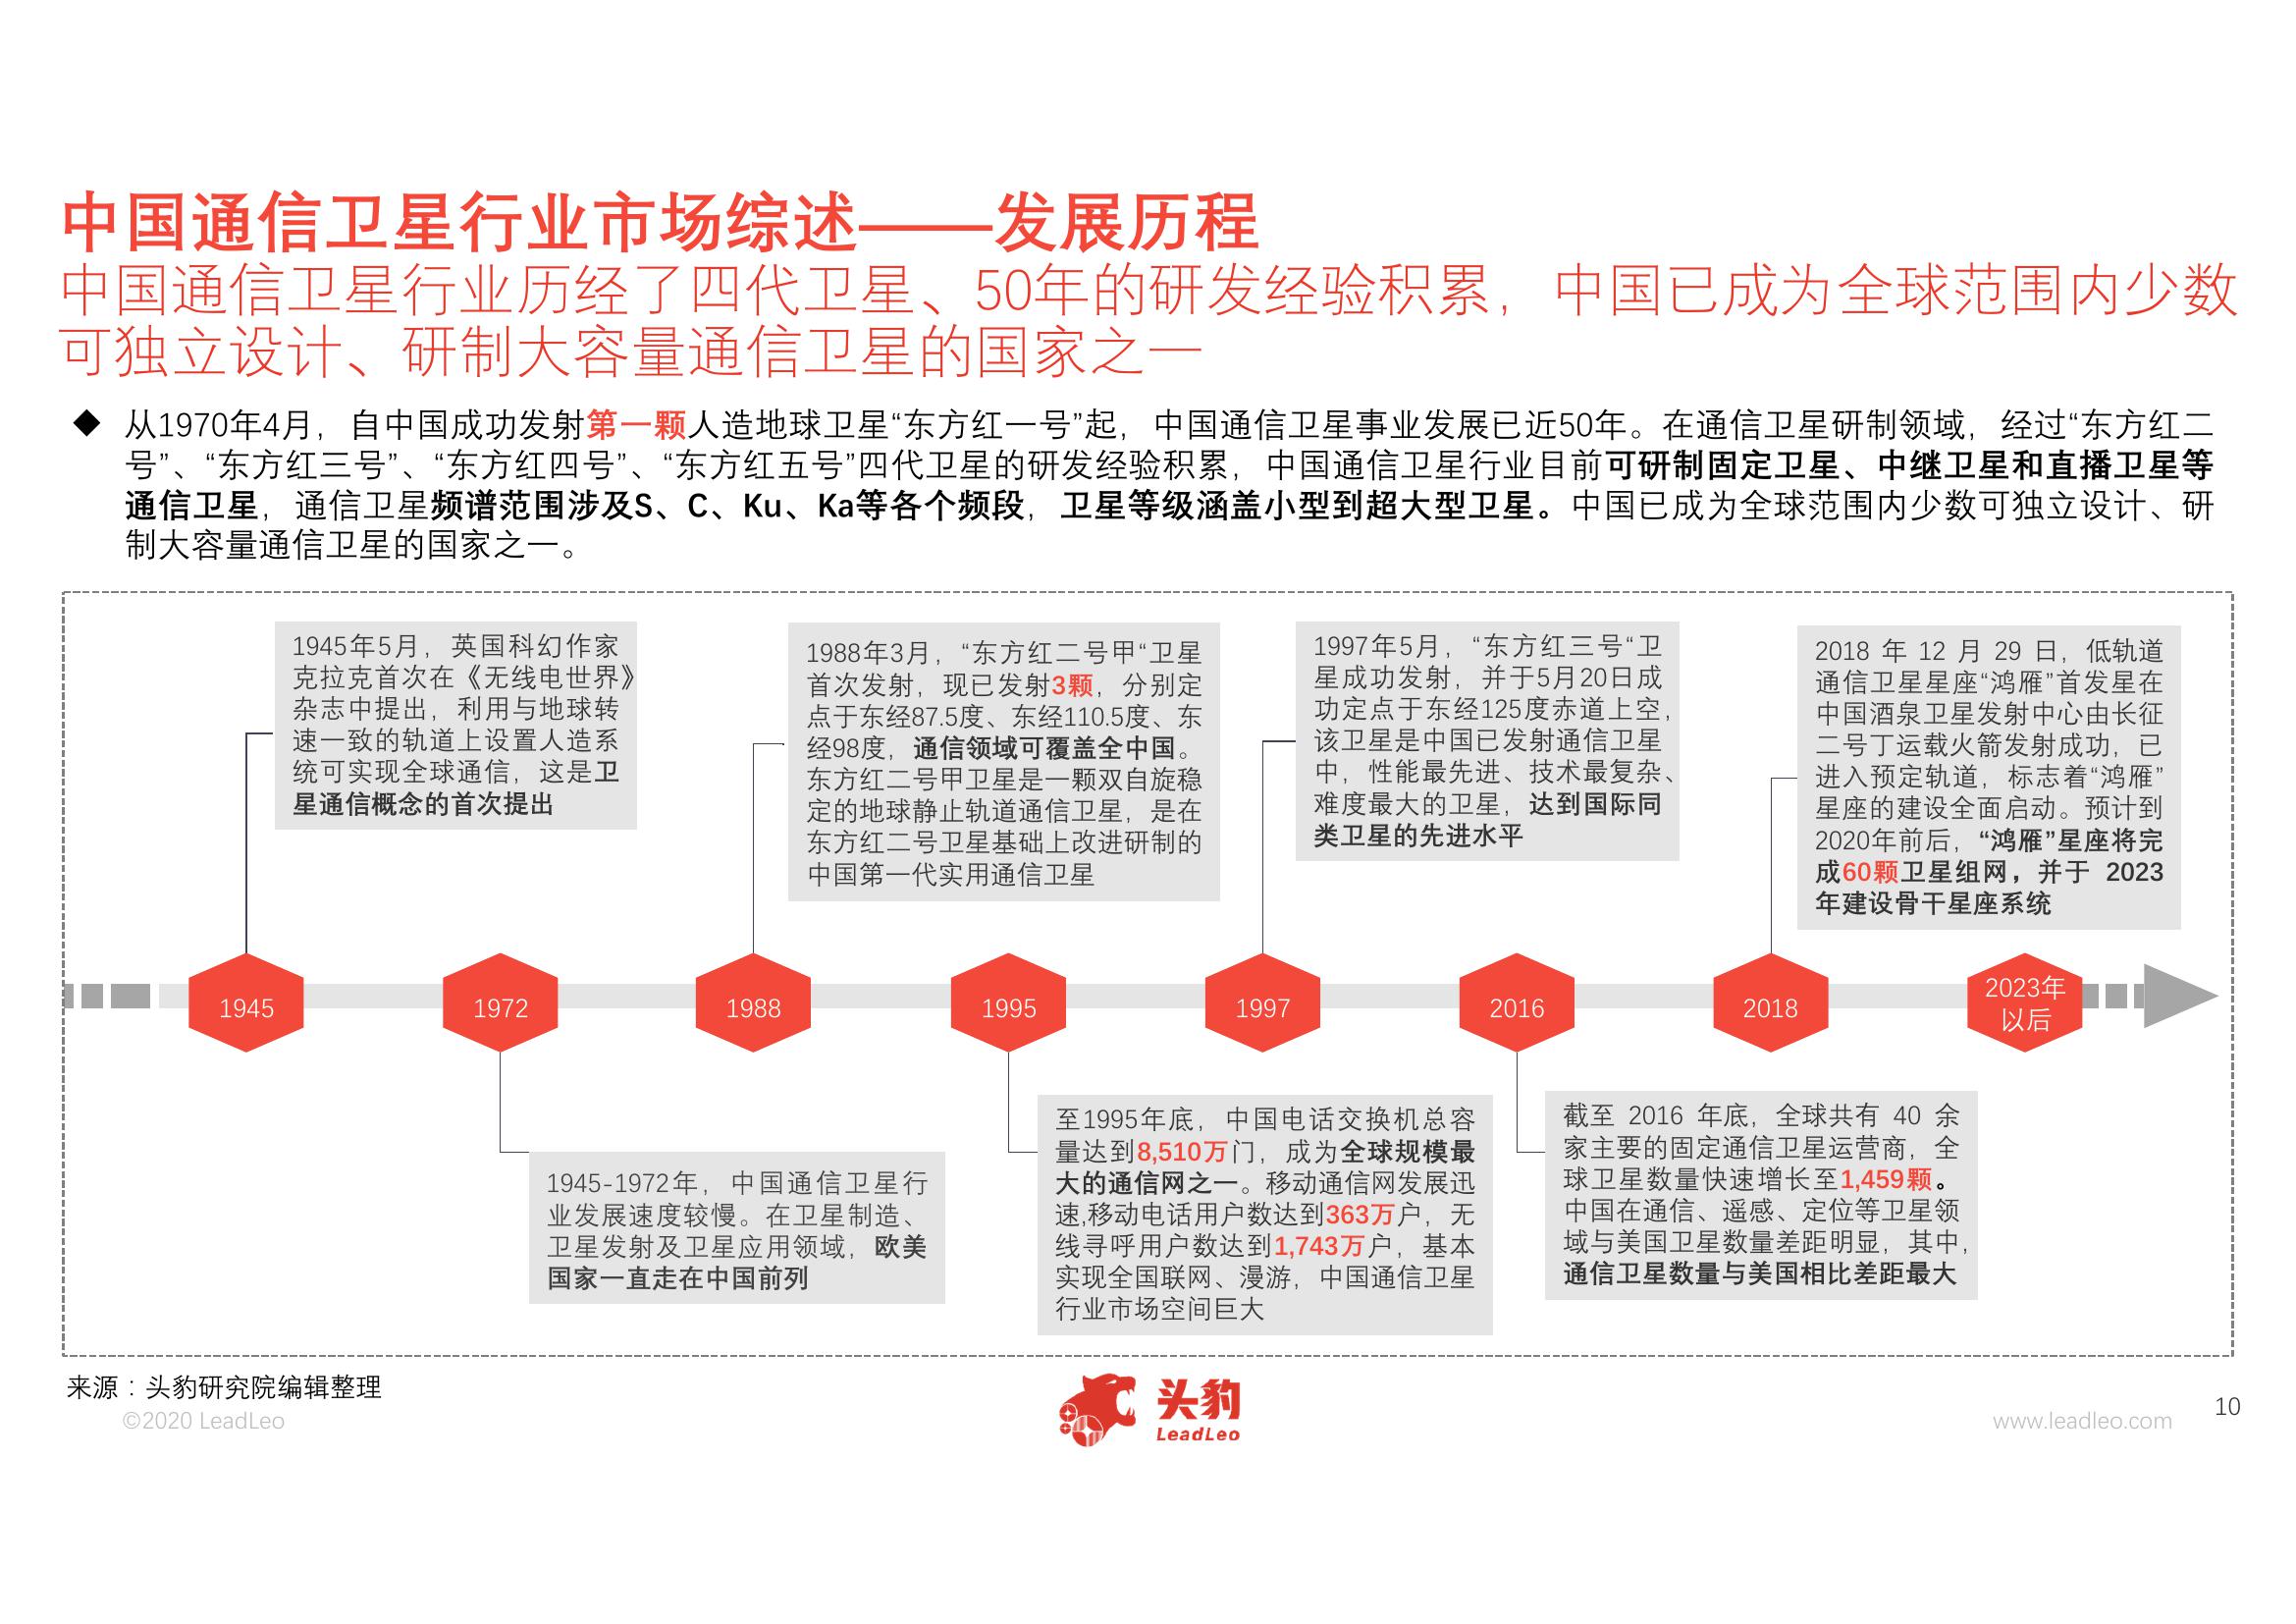 中国通信卫星行业市场综述——发展历程
中国通信卫星行业历经了四代卫星、50年的研发经验积累，中国已成为全球范围内少数
可独立设计、研制大容量通信卫星的国家之一
◆ 从1970年4月，自中国成功发射第一颗人造地球卫星“东方红一号”起，中国通信卫星事业发展已近50年。在通信卫星研制领域，经过“东方红二
号”、“东方红三号”、“东方红四号”、“东方红五号”四代卫星的研发经验积累，中国通信卫星行业目前可研制固定卫星、中继卫星和直播卫星等
通信卫星，通信卫星频谱范围涉及S、C、Ku、Ka等各个频段，卫星等级涵盖小型到超大型卫星。中国已成为全球范围内少数可独立设计、研
制大容量通信卫星的国家之一。
1945年5月，英国科幻作家
克拉克首次在《无线电世界》
杂志中提出，利用与地球转
速一致的轨道上设置人造系
统可实现全球通信，这是卫
星通信概念的首次提出
1988年3月，“东方红二号甲“卫星
首次发射，现已发射3颗，分别定
点于东经87.5度、东经110.5度、东
经98度，通信领域可覆盖全中国。
东方红二号甲卫星是一颗双自旋稳
定的地球静止轨道通信卫星，是在
东方红二号卫星基础上改进研制的
中国第一代实用通信卫星
1997年5月，“东方红三号“卫
星成功发射，并于5月20日成
功定点于东经125度赤道上空，
该卫星是中国已发射通信卫星
中，性能最先进、技术最复杂、
难度最大的卫星，达到国际同
类卫星的先进水平
2018 年 12 月 29 日，低轨道
通信卫星星座“鸿雁”首发星在
中国酒泉卫星发射中心由长征
二号丁运载火箭发射成功，已
进入预定轨道，标志着“鸿雁”
星座的建设全面启动。预计到
2020年前后，“鸿雁”星座将完
成60颗卫星组网，并于 2023
年建设骨干星座系统
1945
1972
1988
1995
1997
2016
2018
2023年
以后
1945-1972年，中国通信卫星行
业发展速度较慢。在卫星制造、
卫星发射及卫星应用领域，欧美
国家一直走在中国前列
至1995年底，中国电话交换机总容
量达到8,510万门，成为全球规模最
大的通信网之一。移动通信网发展迅
速,移动电话用户数达到363万户，无
线寻呼用户数达到1,743万户，基本
实现全国联网、漫游，中国通信卫星
行业市场空间巨大
截至 2016 年底，全球共有 40 余
家主要的固定通信卫星运营商，全
球卫星数量快速增长至1,459颗。
中国在通信、遥感、定位等卫星领
域与美国卫星数量差距明显，其中，
通信卫星数量与美国相比差距最大
来源：头豹研究院编辑整理
©2020 LeadLeo
头豹
LeadLeo
www.leadleo.com
10